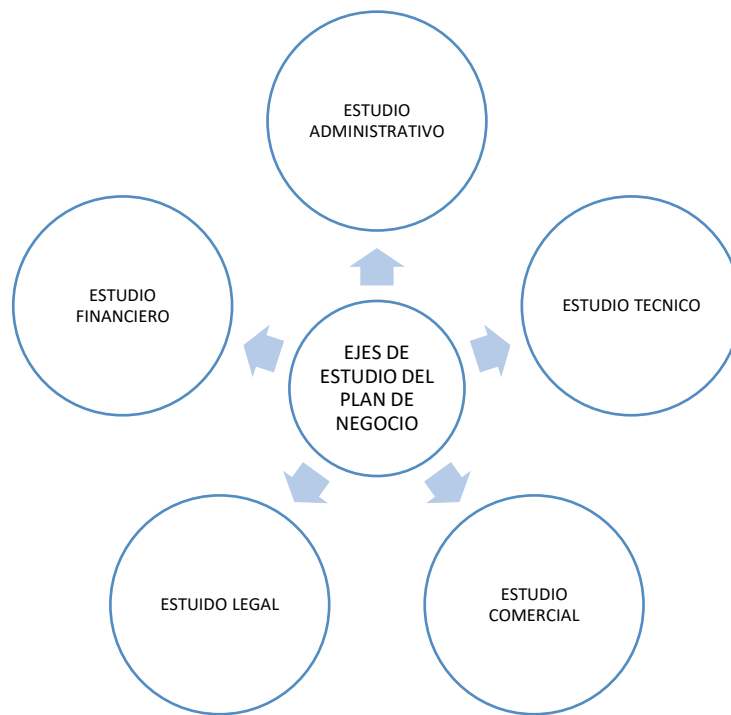 ESTUDIO
ADMINISTRATIVO
ESTUDIO
FINANCIERO
ESTUDIO TECNICO
EJES DE
ESTUDIO DEL
PLAN DE
NEGOCIO
ESTUIDO LEGAL
ESTUDIO
COMERCIAL